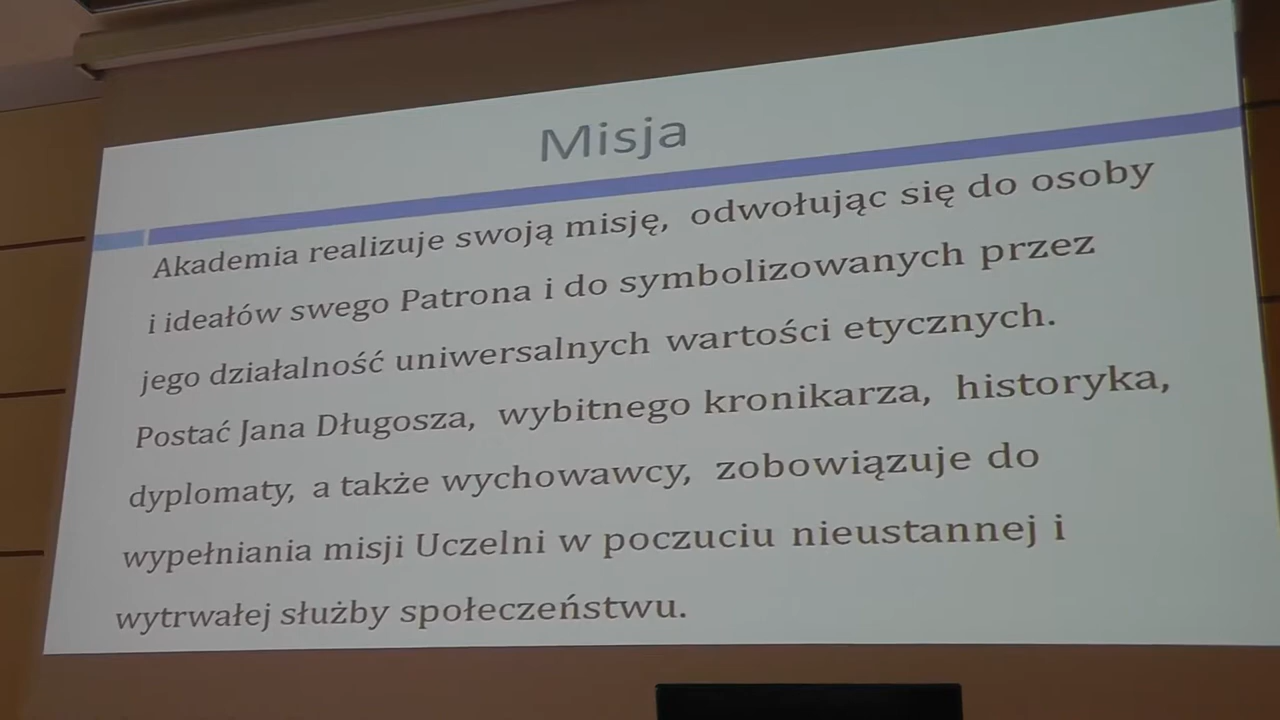 Misja
Akademia realizuje swoją misję, odwołując się do osoby
i ideałów swego Patrona i do symbolizowanych przez
jego działalność uniwersalnych wartości etycznych.
Postać Jana Długosza, wybitnego kronikarza, historyka,
dyplomaty, a także wychowawcy, zobowiązuje do
wypełniania misji Uczelni w poczuciu nieustannej i
wytrwałej służby społeczeństwu.